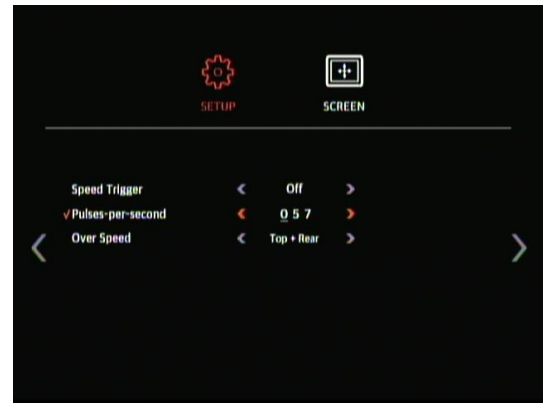 SETUP SCREEN
Speed Trigger < Off >
√Pulses-per-second < 0 5 7 >
Over Speed < Top + Rear >